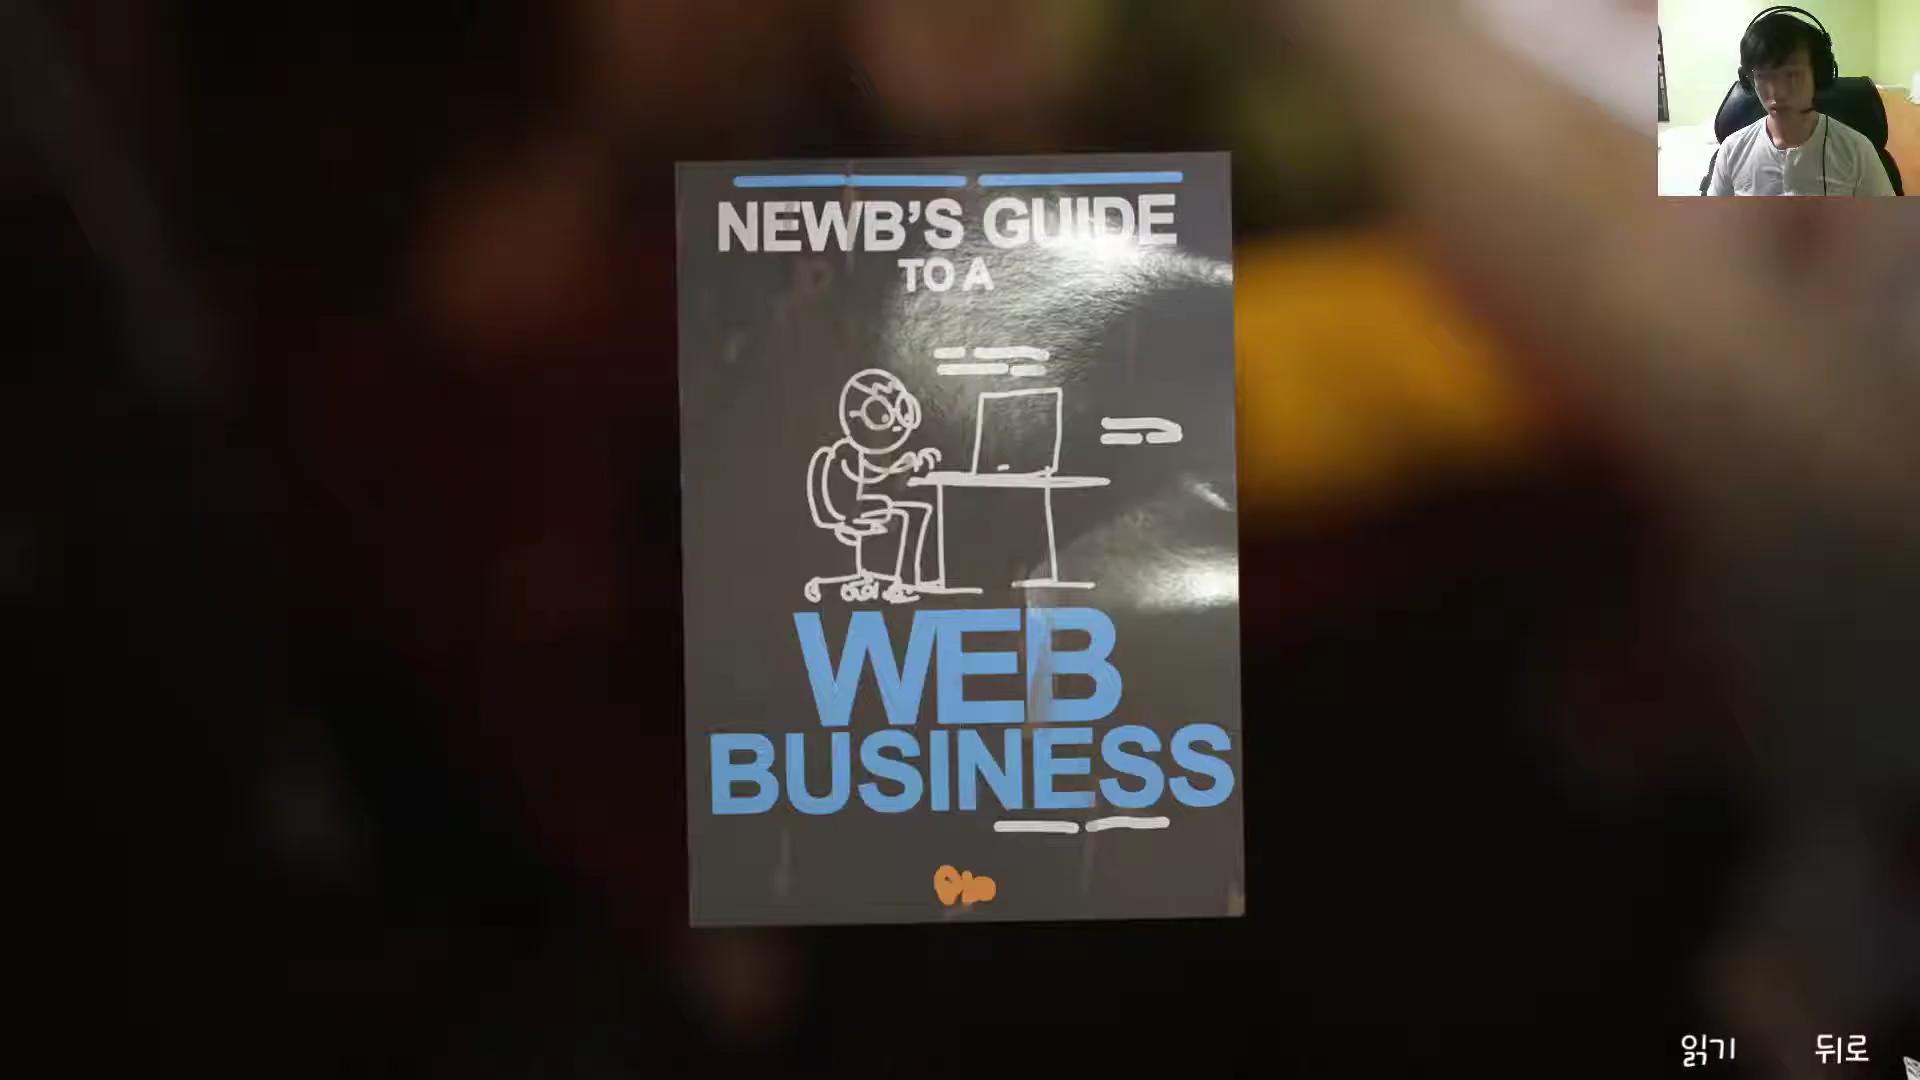 NEWB'S GUIDE
TO A
WEB
BUSINESS
읽기 뒤로